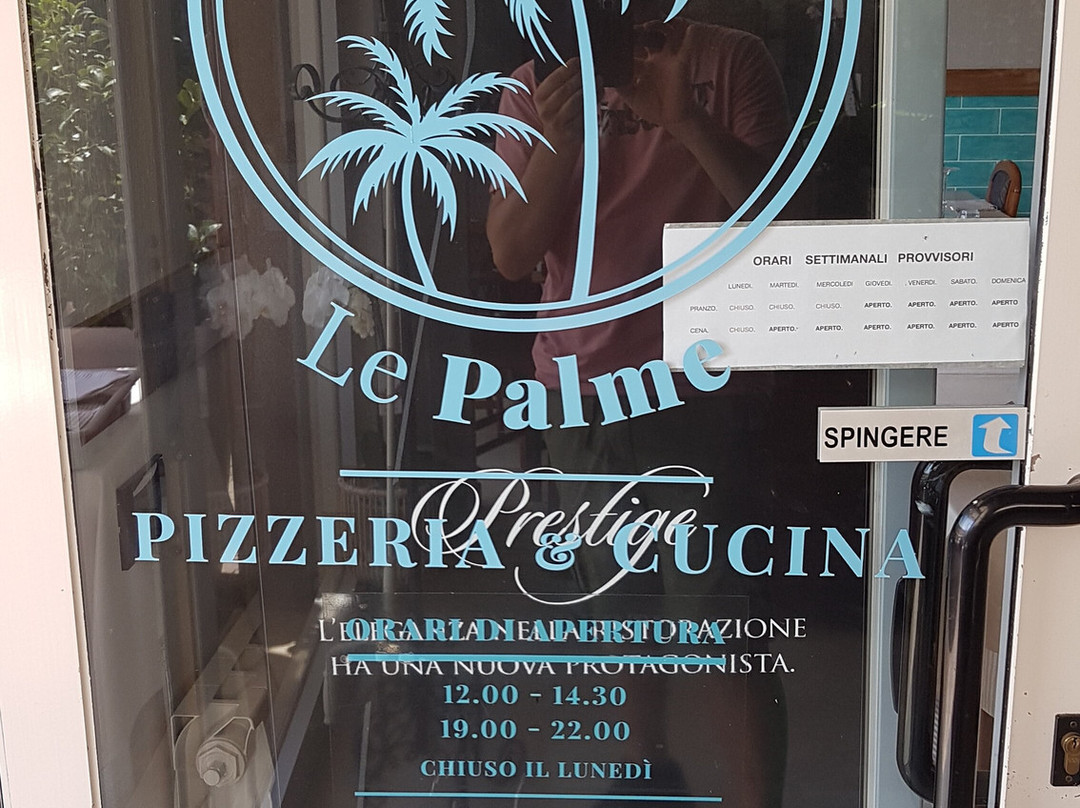 ORARI SETTIMANALI PROVVISORI
LUNEDI. MARTEDI. MERCOLEDI GIOVEDI. VENERDI. SABATO. DOMENICA
PRANZO. CHIUSO. CHIUSO. CHIUSO. APERTO. APERTO. APERTO. APERTO
CENA. CHIUSO. APERTO. APERTO. APERTO. APERTO. APERTO. APERTO
Le Palme
SPINGERE
Prestige
PIZZERIA & CUCINA
ORARI DI APERTURA
L'ELEGANZA NELLA RISTORAZIONE
HA UNA NUOVA PROTAGONISTA.
12.00 - 14.30
19.00 - 22.00
CHIUSO IL LUNEDÌ